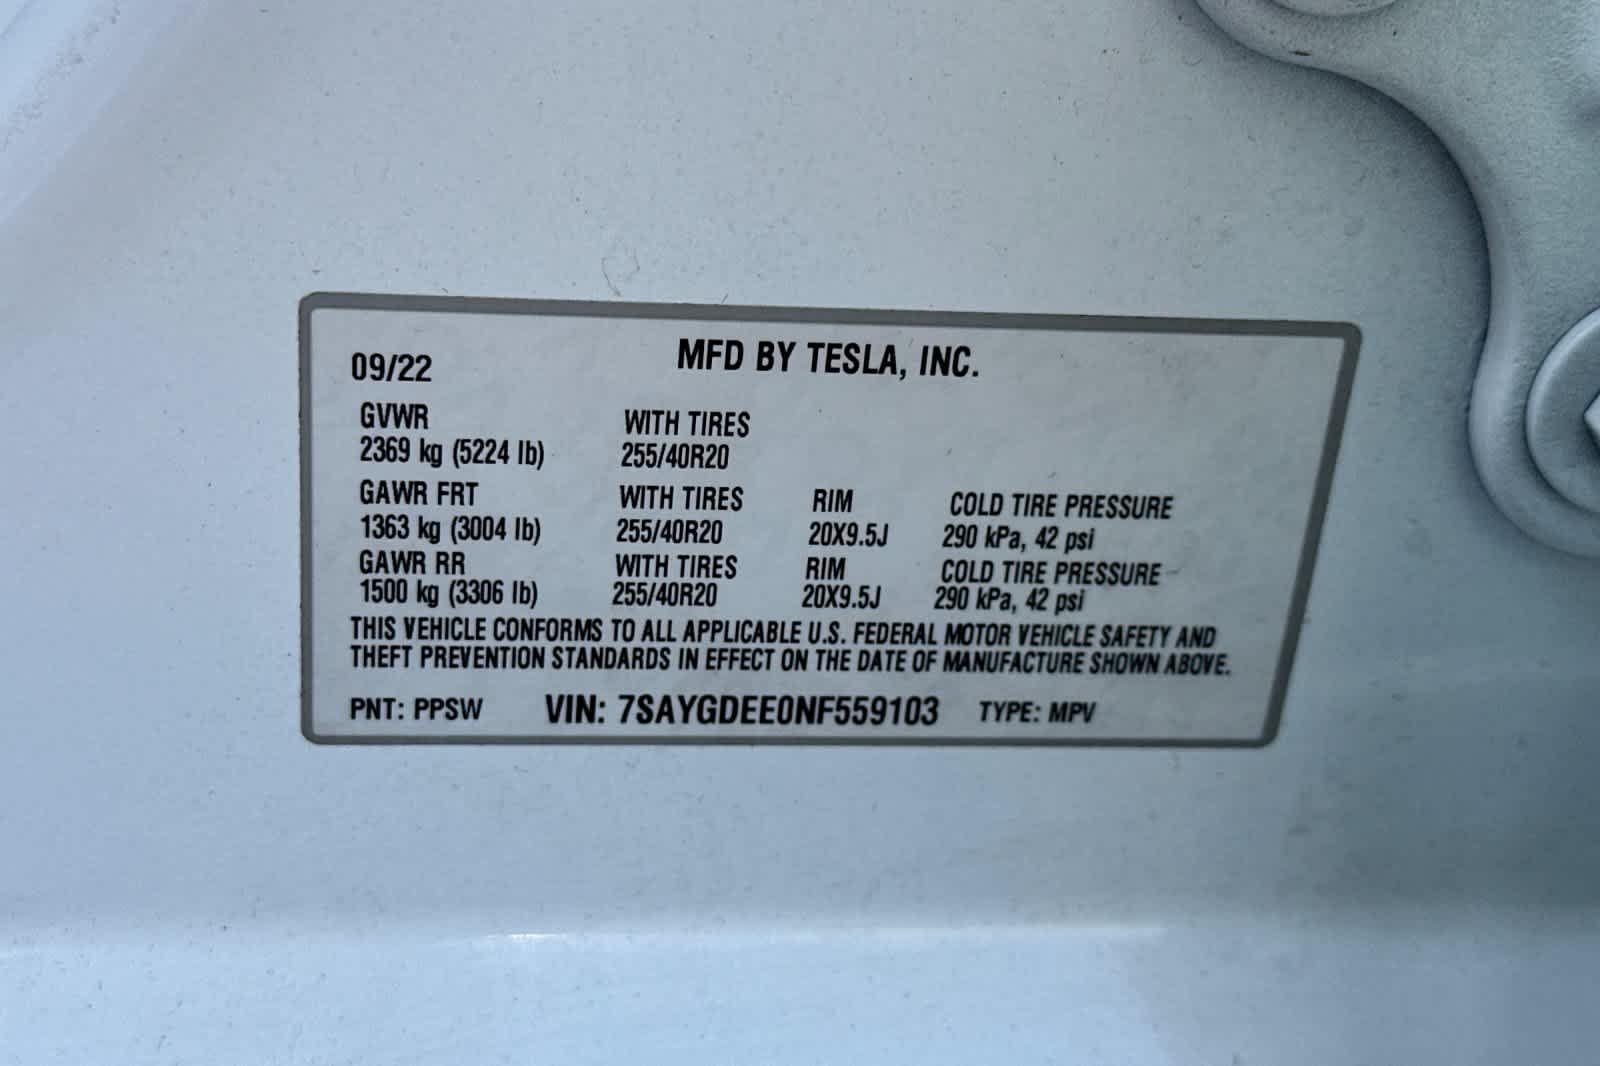 09/22 MFD BY TESLA, INC.
GVWR WITH TIRES
2369 kg (5224 lb) 255/40R20
GAWR FRT WITH TIRES RIM COLD TIRE PRESSURE
1363 kg (3004 lb) 255/40R20 20X9.5J 290 kPa, 42 psi
GAWR RR WITH TIRES RIM COLD TIRE PRESSURE
1500 kg (3306 lb) 255/40R20 20X9.5J 290 kPa, 42 psi
THIS VEHICLE CONFORMS TO ALL APPLICABLE U.S. FEDERAL MOTOR VEHICLE SAFETY AND
THEFT PREVENTION STANDARDS IN EFFECT ON THE DATE OF MANUFACTURE SHOWN ABOVE.
PNT: PPSW VIN: 7SAYGDEE0NF559103 TYPE: MPV